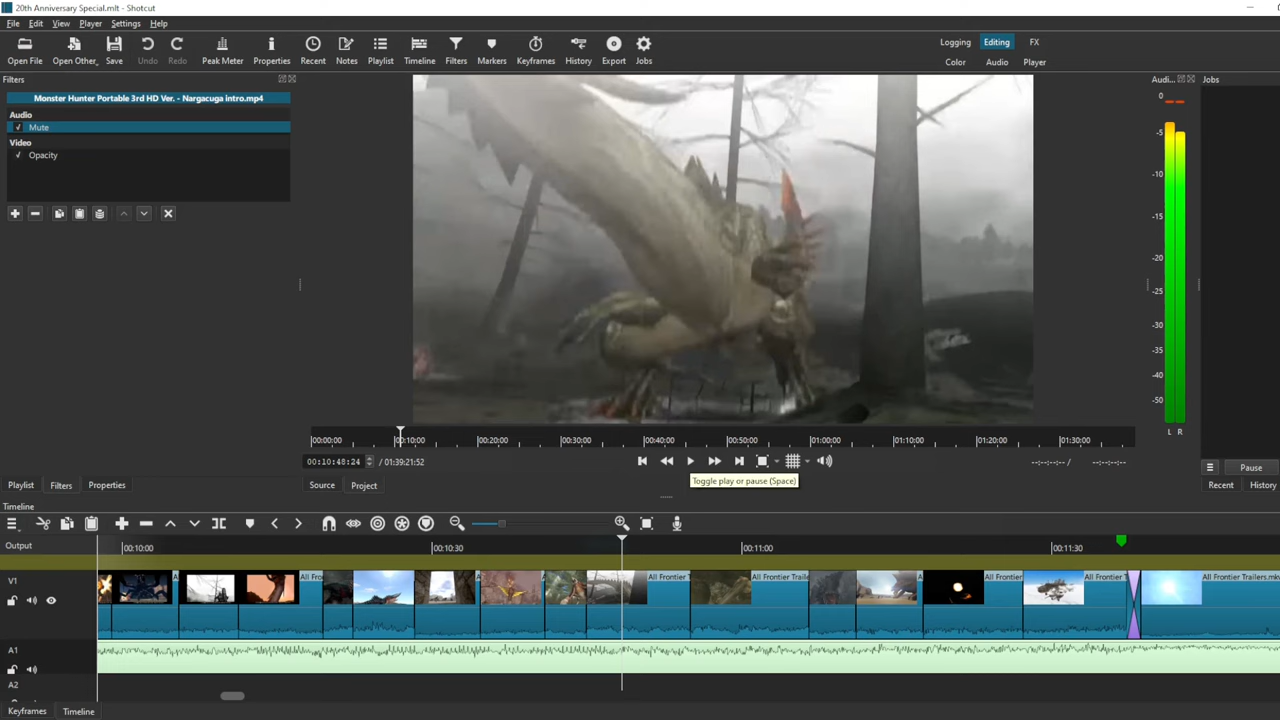 20th Anniversary Special.mlt - Shotcut
File Edit View Player Settings Help
Open File Open Other... Save Undo Redo Peak Meter Properties Recent Notes Playlist Timeline Filters Markers Keyframes History Export Jobs
Logging Editing FX
Color Audio Player
Filters
Monster Hunter Portable 3rd HD Ver. - Nargacuga intro.mp4
Audio
✓ Mute
Video
✓ Opacity
Audi...
0
-5
-10
-15
-20
-25
-30
-35
-40
-50
L R
Jobs
00:00:00 00:10:00 00:20:00 00:30:00 00:40:00 00:50:00 01:00:00 01:10:00 01:20:00 01:30:00
00:10:48:24 / 01:39:21:52
--:--:--:-- / --:--:--:--
Toggle play or pause (Space)
Pause
Playlist Filters Properties
Source Project
Recent History
Timeline
Output
00:10:00 00:10:30 00:11:00 00:11:30
V1
A All Fro A All Fr A A All Frontier T All Frontier Traile A All Fron All Frontier All Frontier Trailers.mkv
A1
A2
Keyframes Timeline